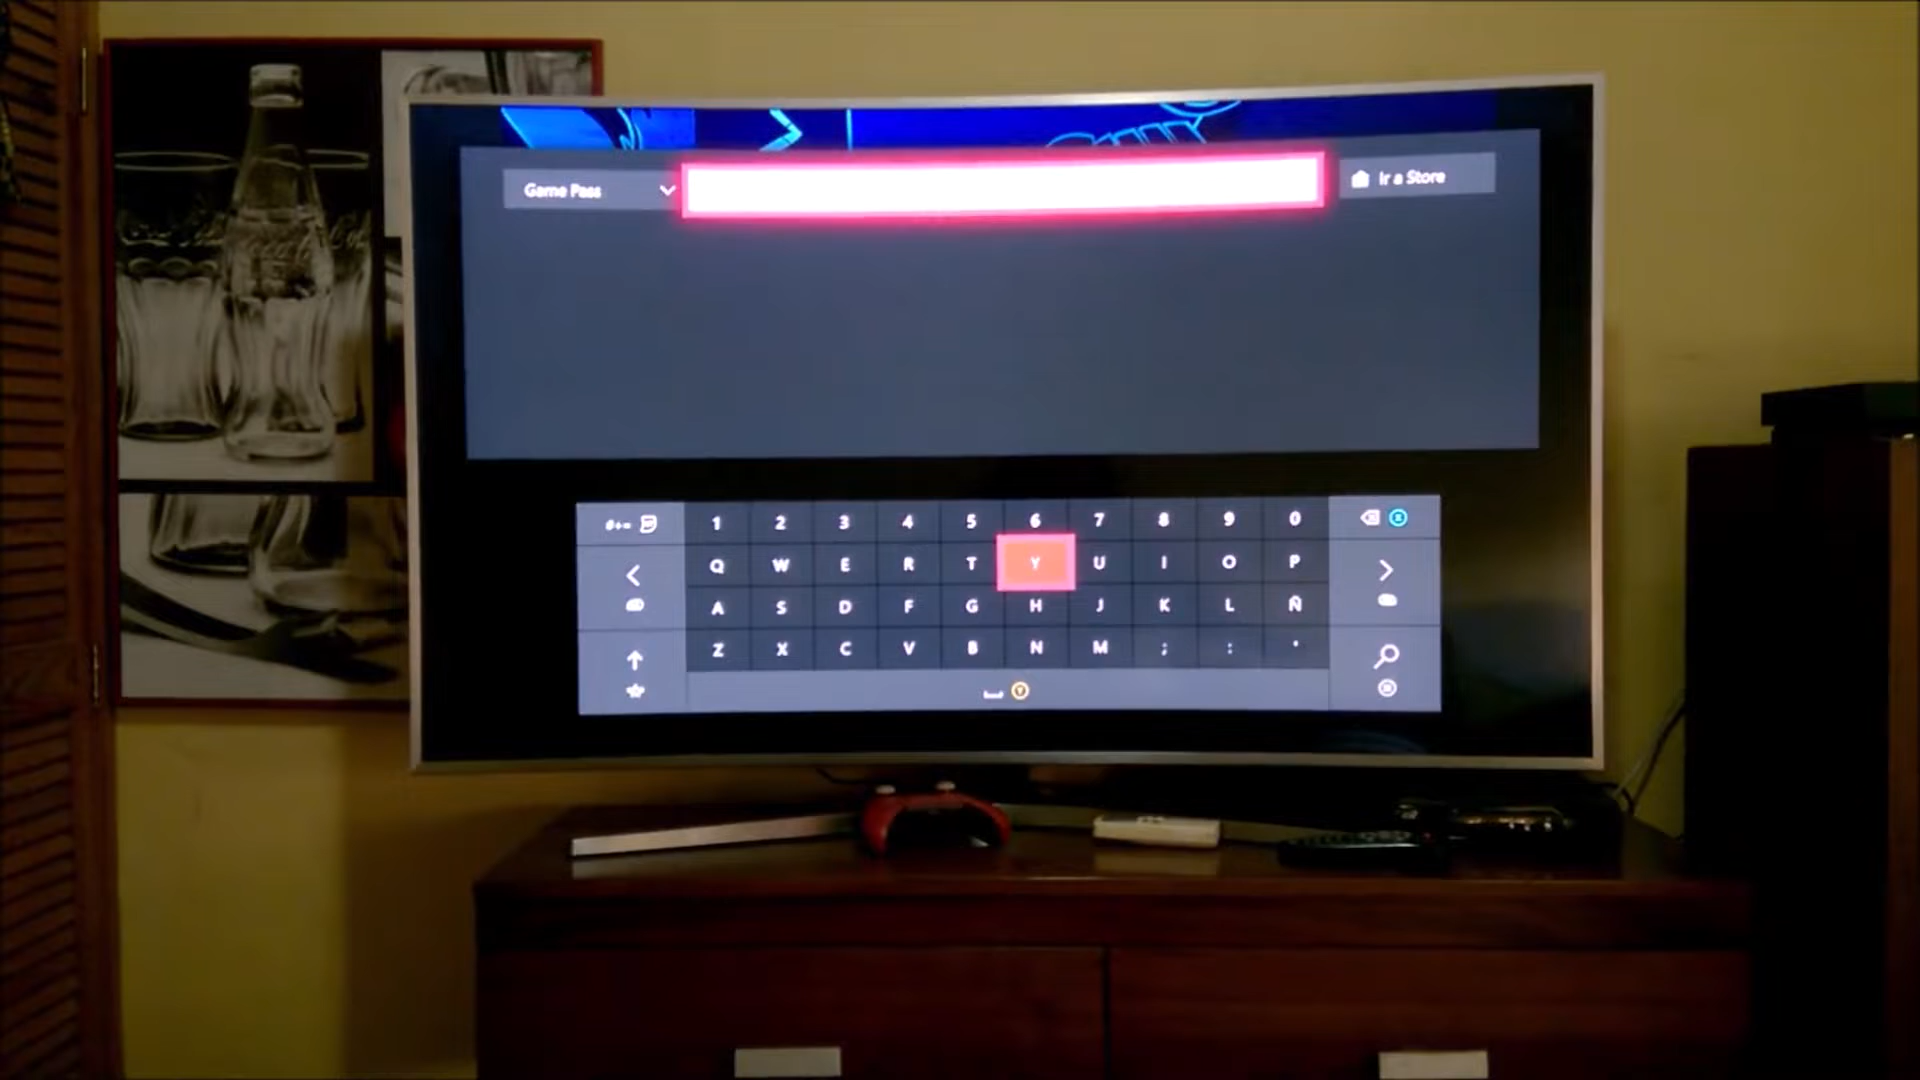 Game Pass
Ir a Store
1 2 3 4 5 6 7 8 9 0
Q W E R T Y U I O P
A S D F G H J K L Ñ
Z X C V B N M ; : '
Y